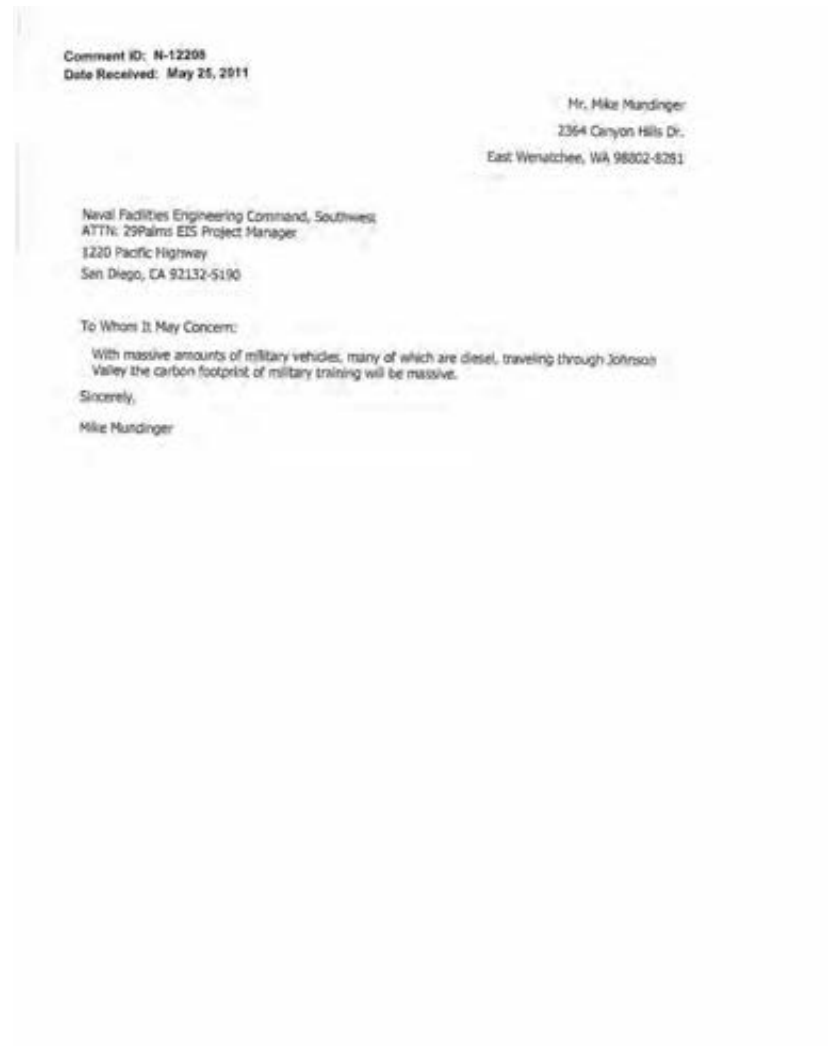 Comment ID: N-12208
Date Received: May 25, 2011
Mr. Mike Mundinger
2364 Canyon Hills Dr.
East Wenatchee, WA 98802-8281
Naval Facilities Engineering Command, Southwest
ATTN: 29Palms EIS Project Manager
1220 Pacific Highway
San Diego, CA 92132-5190
To Whom It May Concern:
With massive amounts of military vehicles, many of which are diesel, traveling through Johnson
Valley the carbon footprint of military training will be massive.
Sincerely,
Mike Mundinger